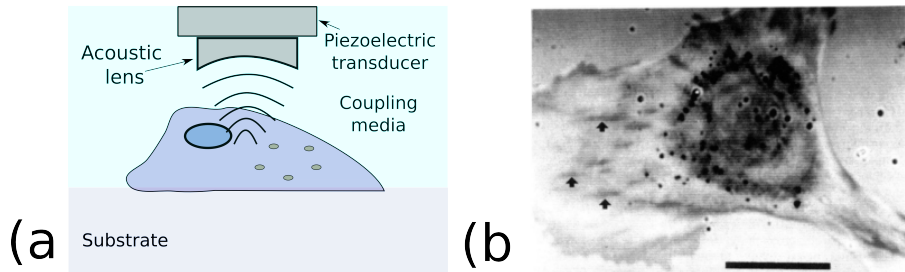 Acoustic
lens
Piezoelectric
transducer
Coupling
media
Substrate
(a
(b